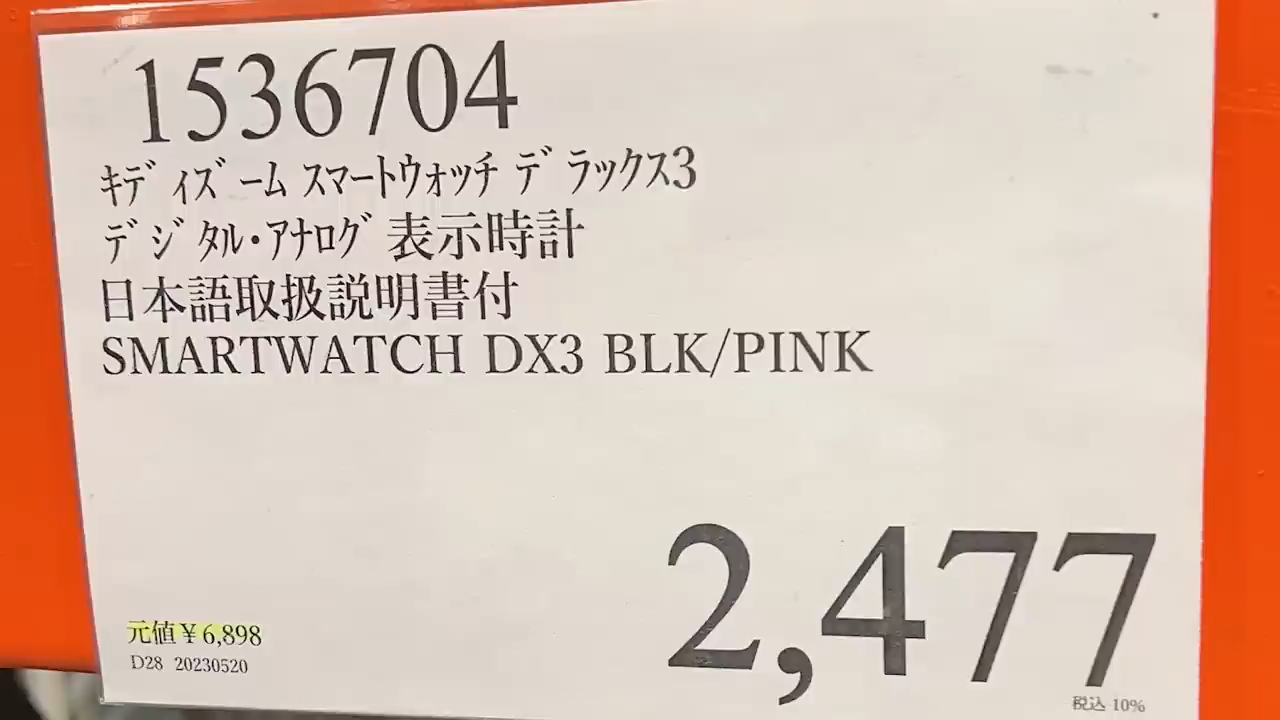 1536704
ｷﾃﾞｨｽﾞｰﾑ ｽﾏｰﾄｳｫｯﾁ ﾃﾞﾗｯｸｽ3
ﾃﾞｼﾞﾀﾙ・ｱﾅﾛｸﾞ表示時計
日本語取扱説明書付
SMARTWATCH DX3 BLK/PINK
2,477
元値￥6,898
D28 20230520
税込 10%